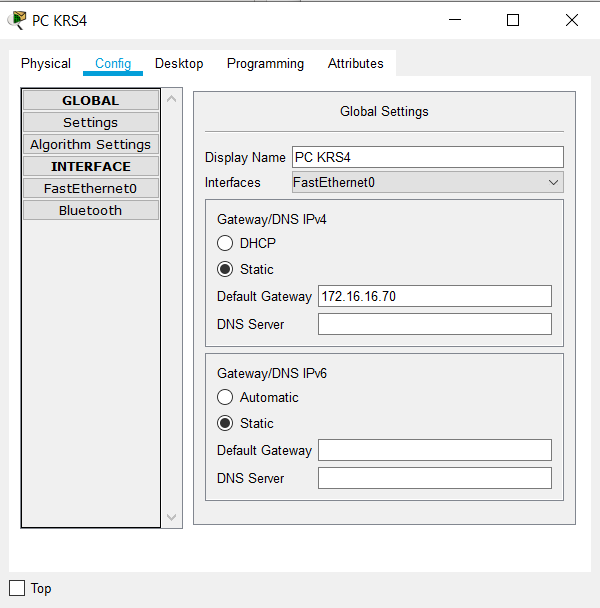 PC KRS4
Physical Config Desktop Programming Attributes
GLOBAL
Settings
Algorithm Settings
INTERFACE
FastEthernet0
Bluetooth
Global Settings
Display Name PC KRS4
Interfaces FastEthernet0
Gateway/DNS IPv4
DHCP
Static
Default Gateway 172.16.16.70
DNS Server
Gateway/DNS IPv6
Automatic
Static
Default Gateway
DNS Server
Top